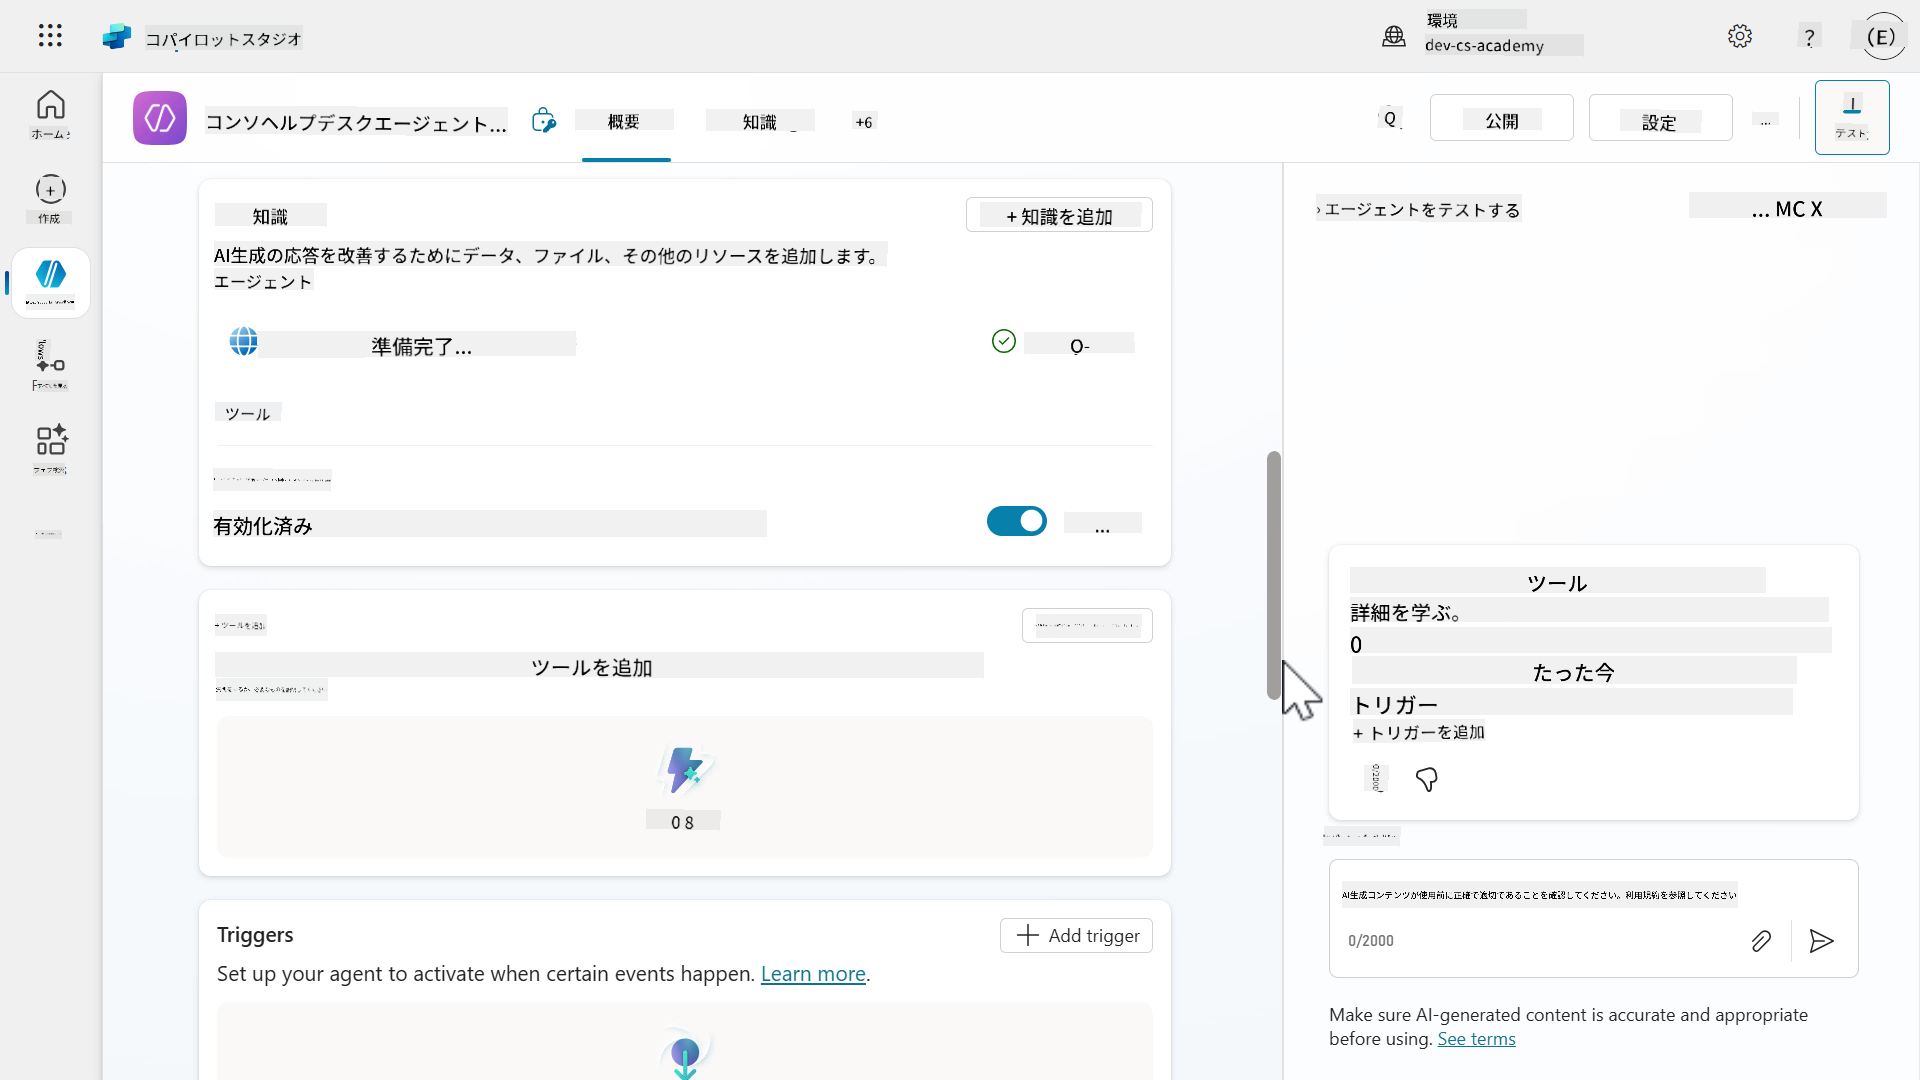 コパイロットスタジオ
環境
dev-cs-academy
?
(E)
ホーム
作成
コンソヘルプデスクエージェント...
概要
知識
+6
Q
公開
設定
...
テスト
知識
+ 知識を追加
AI生成の応答を改善するためにデータ、ファイル、その他のリソースを追加します。
エージェント
準備完了...
Q-
ツール
有効化済み
...
+ ツールを追加
ツールを追加
0 8
Triggers
Add trigger
Set up your agent to activate when certain events happen. Learn more.
› エージェントをテストする
... MC X
ツール
詳細を学ぶ。
0
たった今
トリガー
+ トリガーを追加
0/2000
AI生成コンテンツが使用前に正確で適切であることを確認してください。利用規約を参照してください
0/2000
Make sure AI-generated content is accurate and appropriate
before using. See terms